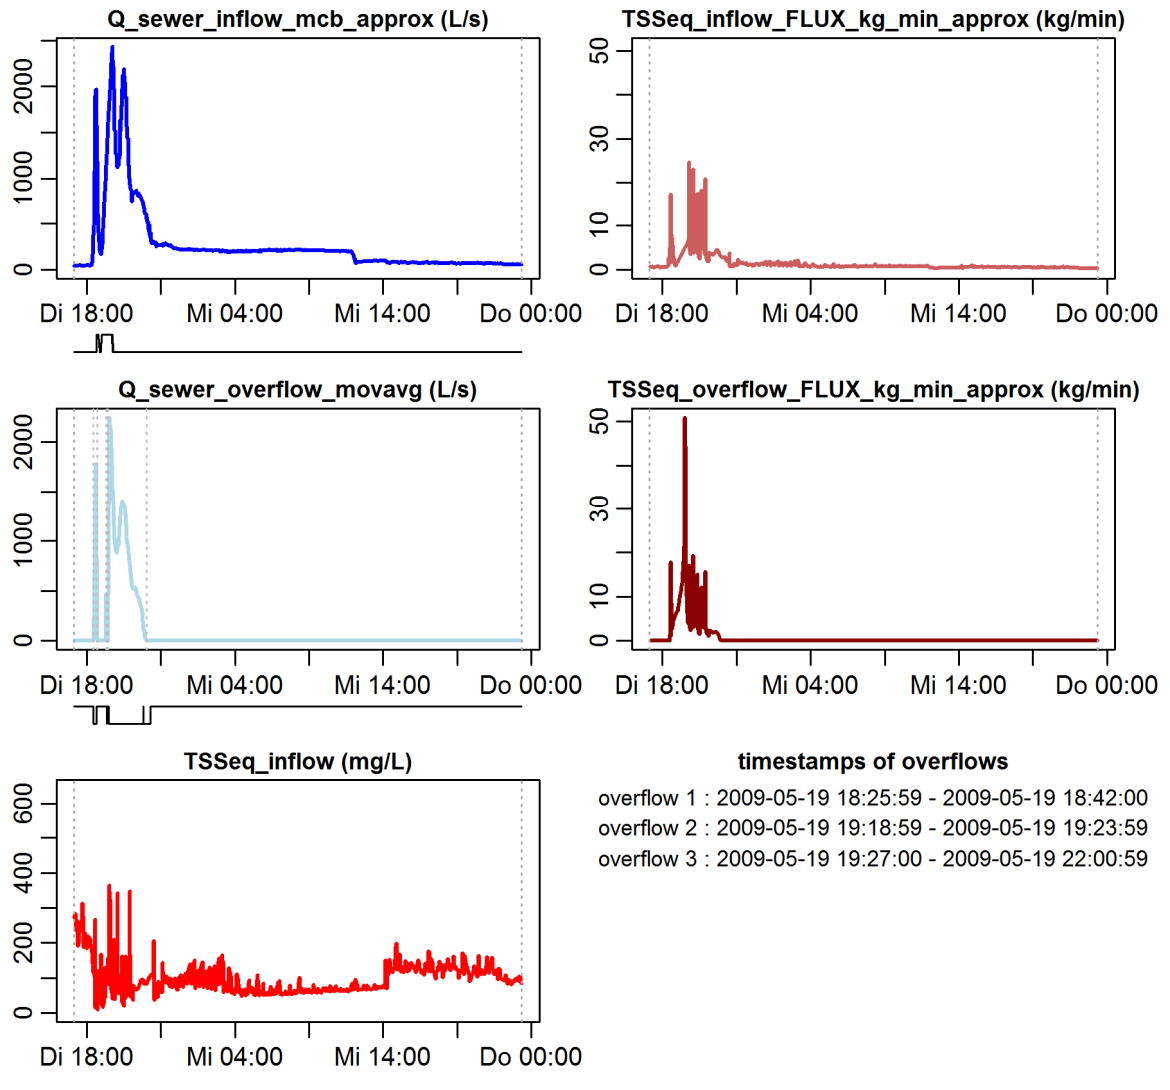 Q_sewer_inflow_mcb_approx (L/s)
0
1000
2000
Di 18:00 Mi 04:00 Mi 14:00 Do 00:00
TSSeq_inflow_FLUX_kg_min_approx (kg/min)
0
10
30
50
Di 18:00 Mi 04:00 Mi 14:00 Do 00:00
Q_sewer_overflow_movavg (L/s)
0
1000
2000
Di 18:00 Mi 04:00 Mi 14:00 Do 00:00
TSSeq_overflow_FLUX_kg_min_approx (kg/min)
0
10
30
50
Di 18:00 Mi 04:00 Mi 14:00 Do 00:00
TSSeq_inflow (mg/L)
0
200
400
600
Di 18:00 Mi 04:00 Mi 14:00 Do 00:00
timestamps of overflows
overflow 1 : 2009-05-19 18:25:59 - 2009-05-19 18:42:00
overflow 2 : 2009-05-19 19:18:59 - 2009-05-19 19:23:59
overflow 3 : 2009-05-19 19:27:00 - 2009-05-19 22:00:59